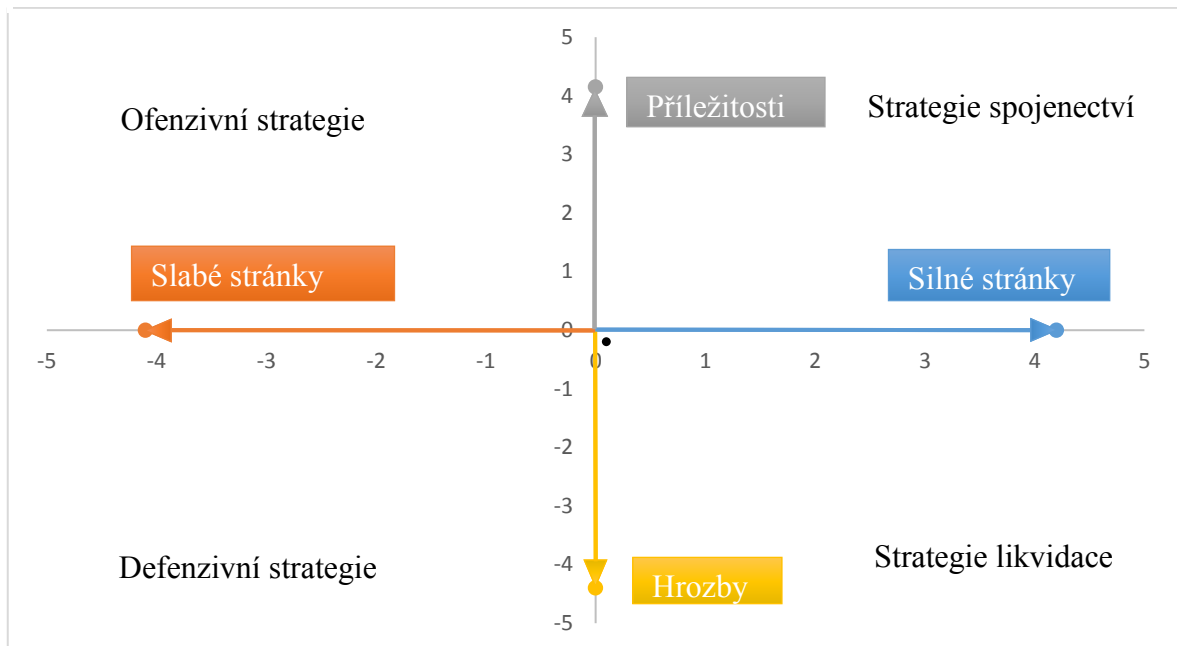 5
Ofenzivní strategie
4
Příležitosti
Strategie spojenectví
3
2
1
Slabé stránky
Silné stránky
0
-5 -4 -3 -2 -1 0 1 2 3 4 5
-1
-2
-3
Defenzivní strategie
-4
Hrozby
Strategie likvidace
-5